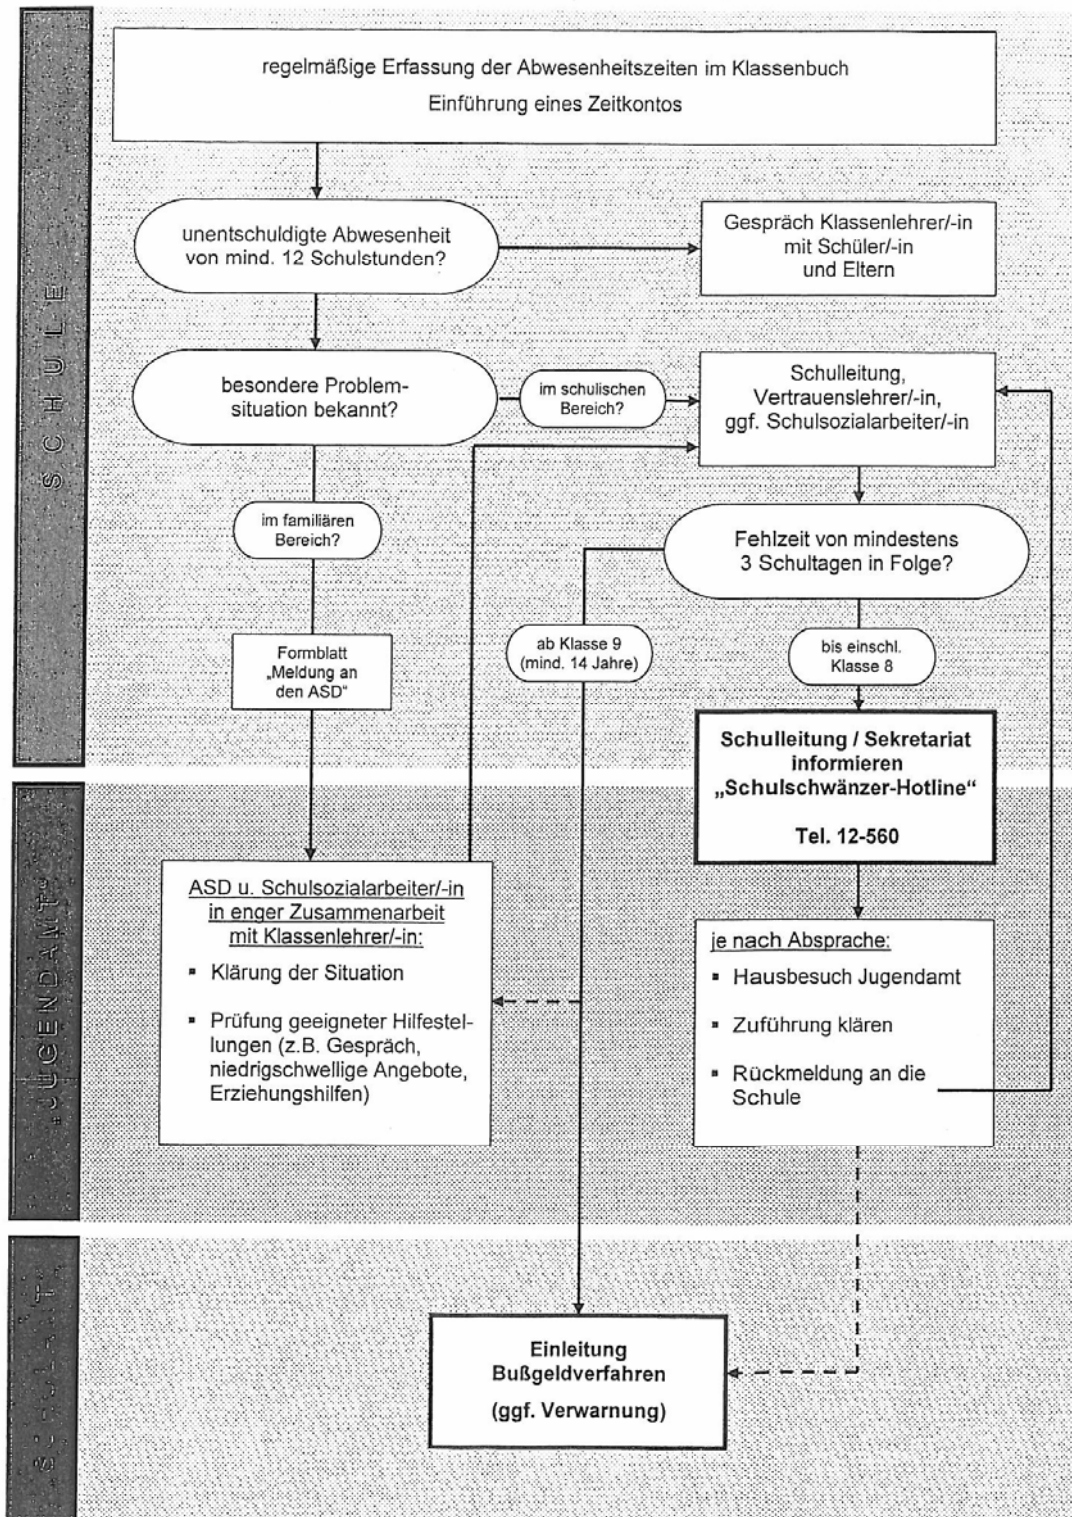 regelmäßige Erfassung der Abwesenheitszeiten im Klassenbuch
Einführung eines Zeitkontos
unentschuldigte Abwesenheit
von mind. 12 Schulstunden?
Gespräch Klassenlehrer/-in
mit Schüler/-in
und Eltern
SCHULE
besondere Problem-
situation bekannt?
im schulischen
Bereich?
Schulleitung,
Vertrauenslehrer/-in,
ggf. Schulsozialarbeiter/-in
im familiären
Bereich?
Fehlzeit von mindestens
3 Schultagen in Folge?
ab Klasse 9
(mind. 14 Jahre)
bis einschl.
Klasse 8
Formblatt
„Meldung an
den ASD“
Schulleitung / Sekretariat
informieren
„Schulschwänzer-Hotline“
Tel. 12-560
JUGENDAMT
ASD u. Schulsozialarbeiter/-in
in enger Zusammenarbeit
mit Klassenlehrer/-in:
▪ Klärung der Situation
▪ Prüfung geeigneter Hilfestel-
lungen (z.B. Gespräch,
niedrigschwellige Angebote,
Erziehungshilfen)
je nach Absprache:
▪ Hausbesuch Jugendamt
▪ Zuführung klären
▪ Rückmeldung an die
Schule
Einleitung
Bußgeldverfahren
(ggf. Verwarnung)